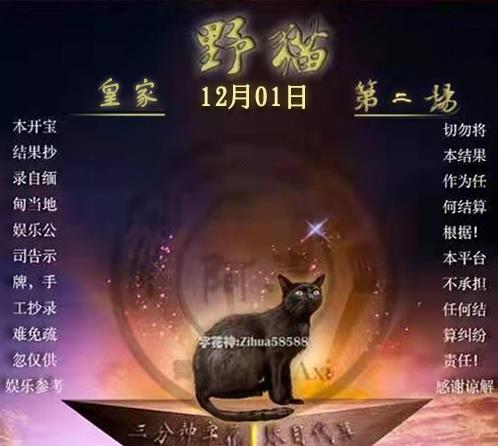 野猫
皇家
12月01日
第二场
本开宝
结果抄
录自缅
甸当地
娱乐公
司告示
牌，手
工抄录
难免疏
忽仅供
娱乐参考
切勿将
本结果
作为任
何结算
根据！
本平台
不承担
任何结
算纠纷
责任！
感谢谅解
字花神:Zihua58588